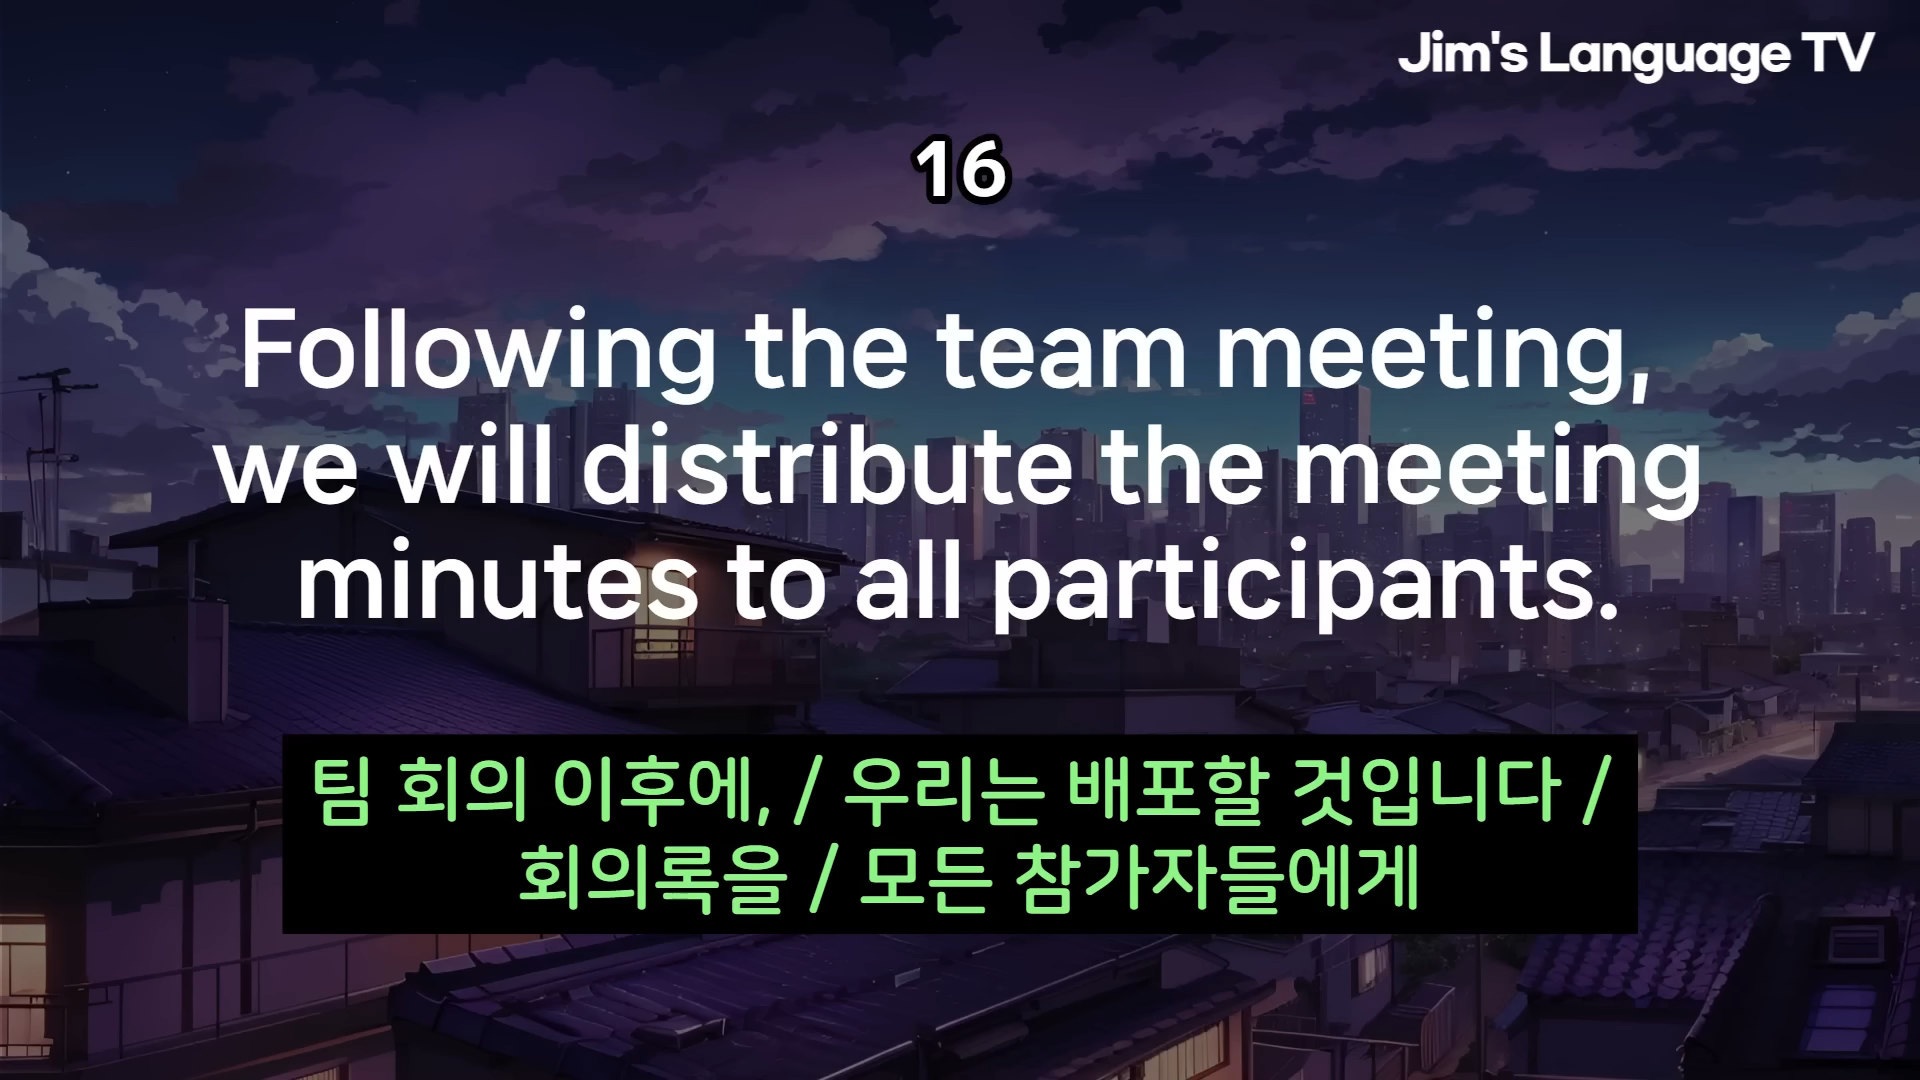 Jim's Language TV
16
Following the team meeting,
we will distribute the meeting
minutes to all participants.
팀 회의 이후에, / 우리는 배포할 것입니다 /
회의록을 / 모든 참가자들에게